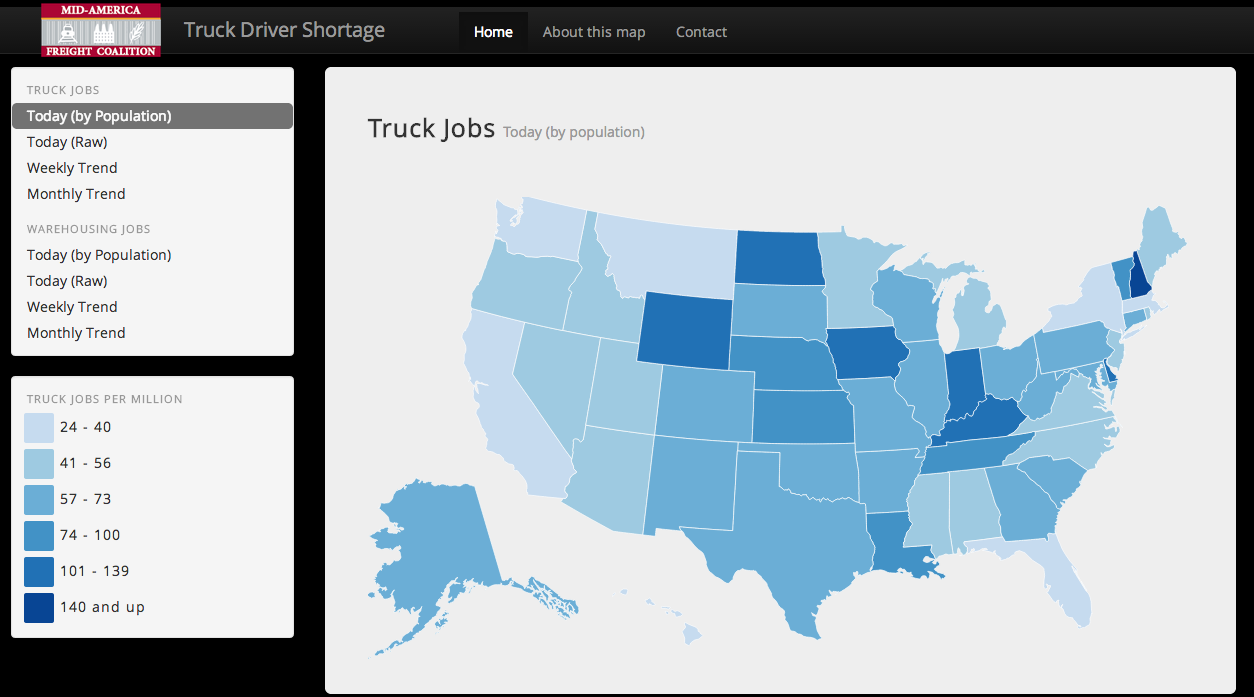 MID-AMERICA
FREIGHT COALITION
Truck Driver Shortage
Home
About this map
Contact
TRUCK JOBS
Today (by Population)
Today (Raw)
Weekly Trend
Monthly Trend
WAREHOUSING JOBS
Today (by Population)
Today (Raw)
Weekly Trend
Monthly Trend
TRUCK JOBS PER MILLION
24 - 40
41 - 56
57 - 73
74 - 100
101 - 139
140 and up
Truck Jobs Today (by population)